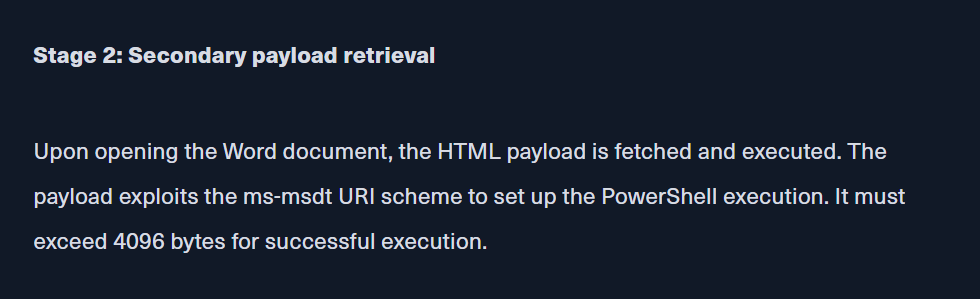 Stage 2: Secondary payload retrieval
Upon opening the Word document, the HTML payload is fetched and executed. The
payload exploits the ms-msdt URI scheme to set up the PowerShell execution. It must
exceed 4096 bytes for successful execution.